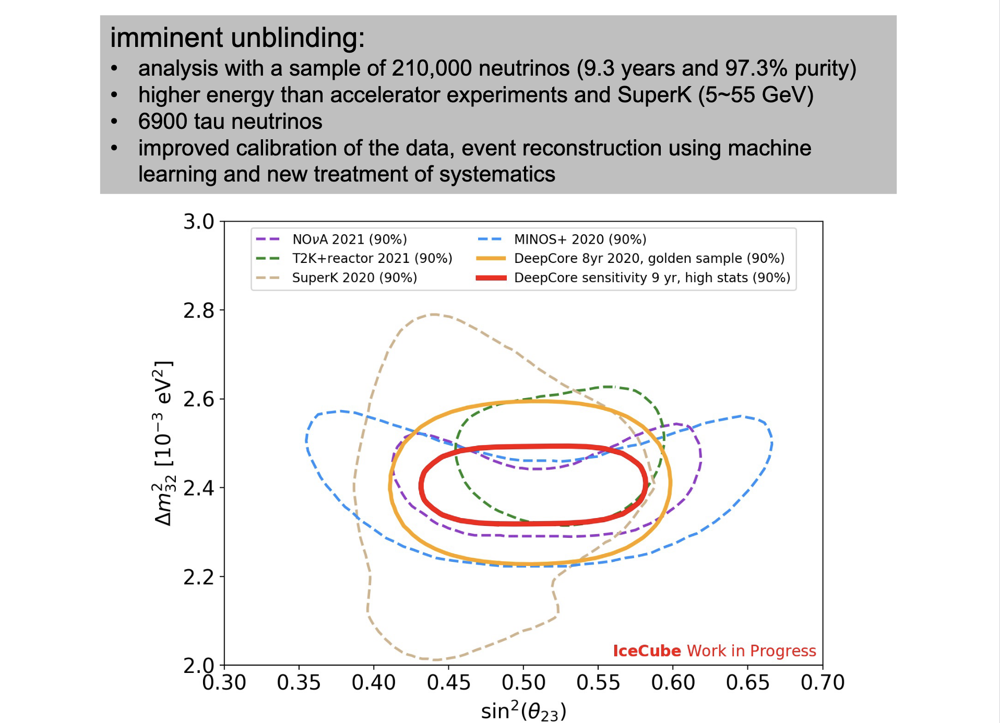 imminent unblinding:
• analysis with a sample of 210,000 neutrinos (9.3 years and 97.3% purity)
• higher energy than accelerator experiments and SuperK (5~55 GeV)
• 6900 tau neutrinos
• improved calibration of the data, event reconstruction using machine
learning and new treatment of systematics
NOνA 2021 (90%)
T2K+reactor 2021 (90%)
SuperK 2020 (90%)
MINOS+ 2020 (90%)
DeepCore 8yr 2020, golden sample (90%)
DeepCore sensitivity 9 yr, high stats (90%)
3.0
2.8
2.6
2.4
2.2
2.0
Δm²₃₂ [10⁻³ eV²]
IceCube Work in Progress
0.30 0.35 0.40 0.45 0.50 0.55 0.60 0.65 0.70
sin²(θ₂₃)